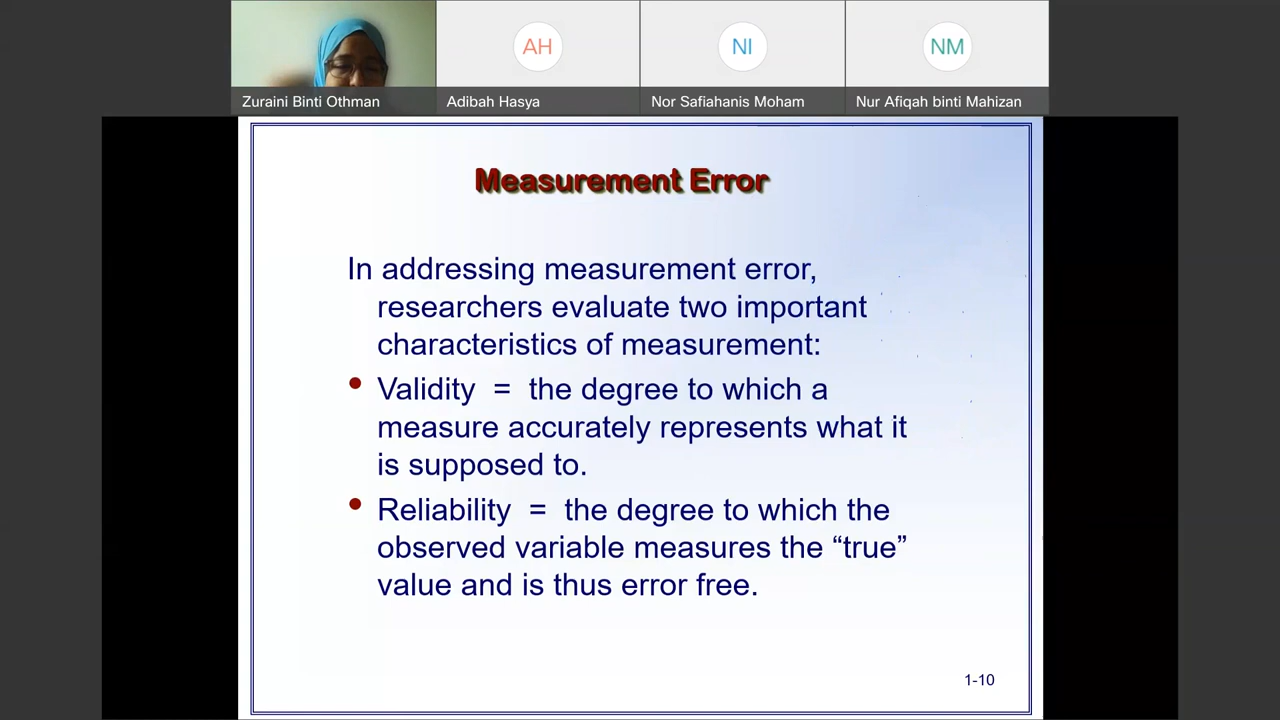 AH
NI
NM
Zuraini Binti Othman
Adibah Hasya
Nor Safiahanis Moham
Nur Afiqah binti Mahizan
Measurement Error
In addressing measurement error,
researchers evaluate two important
characteristics of measurement:
• Validity = the degree to which a
measure accurately represents what it
is supposed to.
• Reliability = the degree to which the
observed variable measures the “true”
value and is thus error free.
1-10